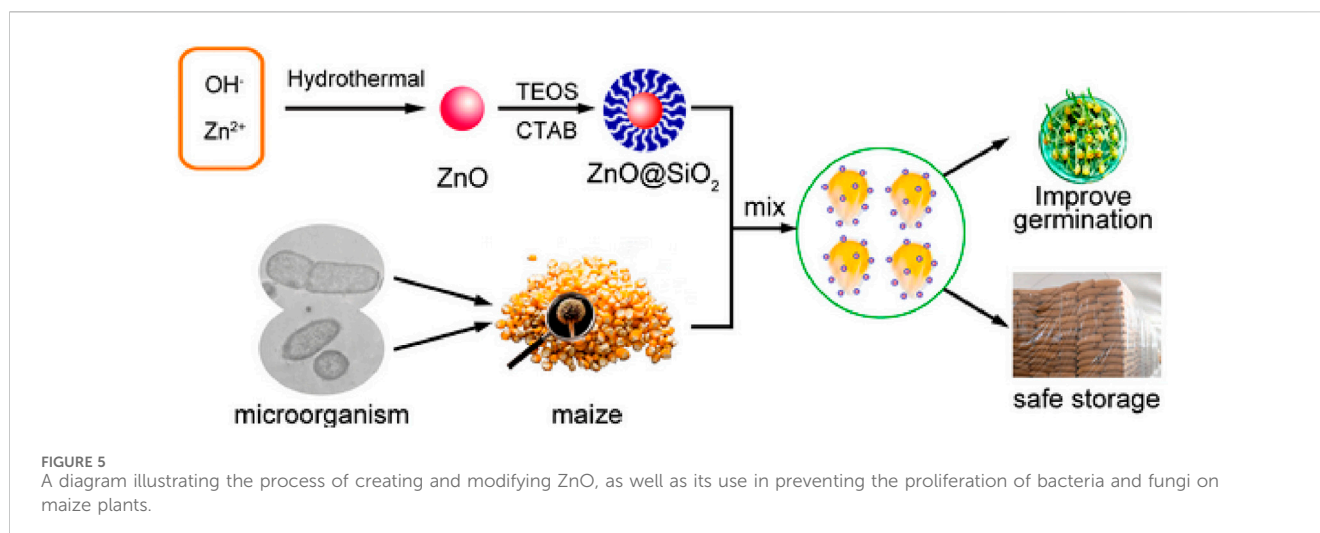 OH-
Zn2+
Hydrothermal
ZnO
TEOS
CTAB
ZnO@SiO2
mix
microorganism
maize
Improve
germination
safe storage
FIGURE 5
A diagram illustrating the process of creating and modifying ZnO, as well as its use in preventing the proliferation of bacteria and fungi on
maize plants.